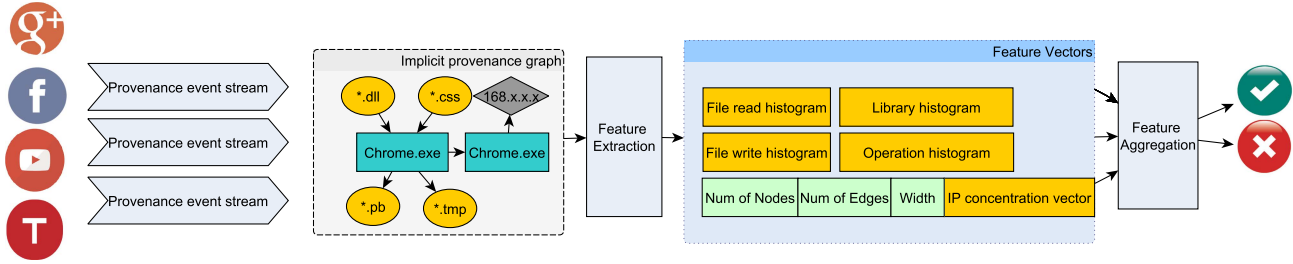 g+
f
T
Provenance event stream
Provenance event stream
Provenance event stream
Implicit provenance graph
*.dll
*.css
168.x.x.x
Chrome.exe
Chrome.exe
*.pb
*.tmp
Feature
Extraction
Feature Vectors
File read histogram
Library histogram
File write histogram
Operation histogram
Num of Nodes
Num of Edges
Width
IP concentration vector
Feature
Aggregation